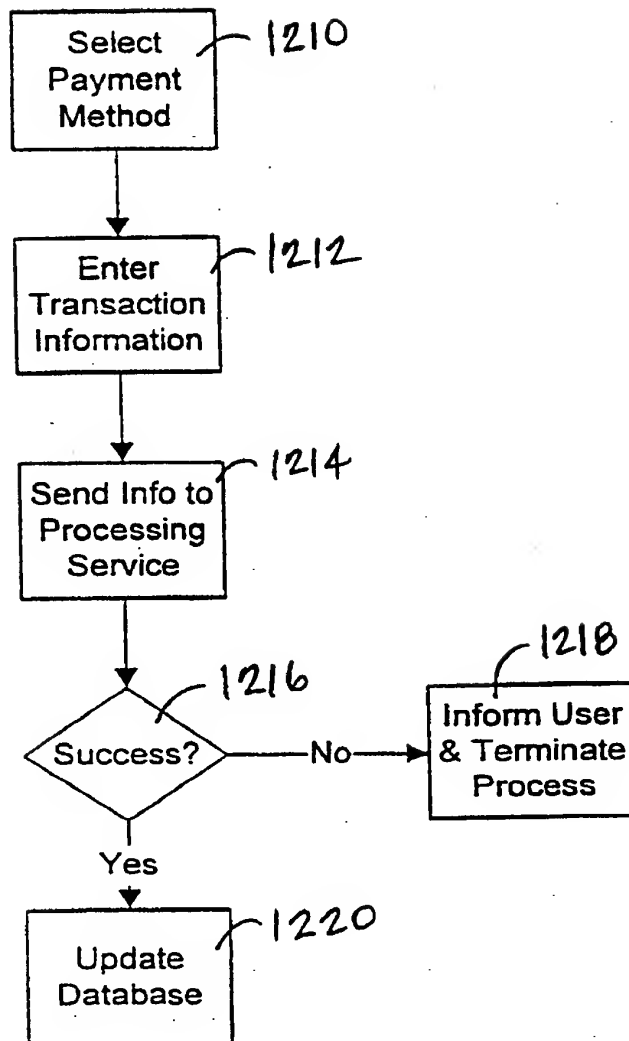 Select
Payment
Method
1210
Enter
Transaction
Information
1212
Send Info to
Processing
Service
1214
Success?
1216
No
Inform User
& Terminate
Process
1218
Yes
Update
Database
1220